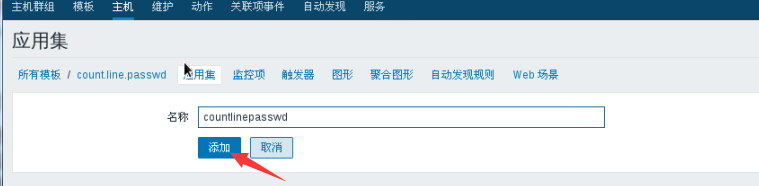 主机群组 模板 主机 维护 动作 关联项事件 自动发现 服务
应用集
所有模板 / count.line.passwd 应用集 监控项 触发器 图形 聚合图形 自动发现规则 Web 场景
名称 countlinepasswd
添加 取消